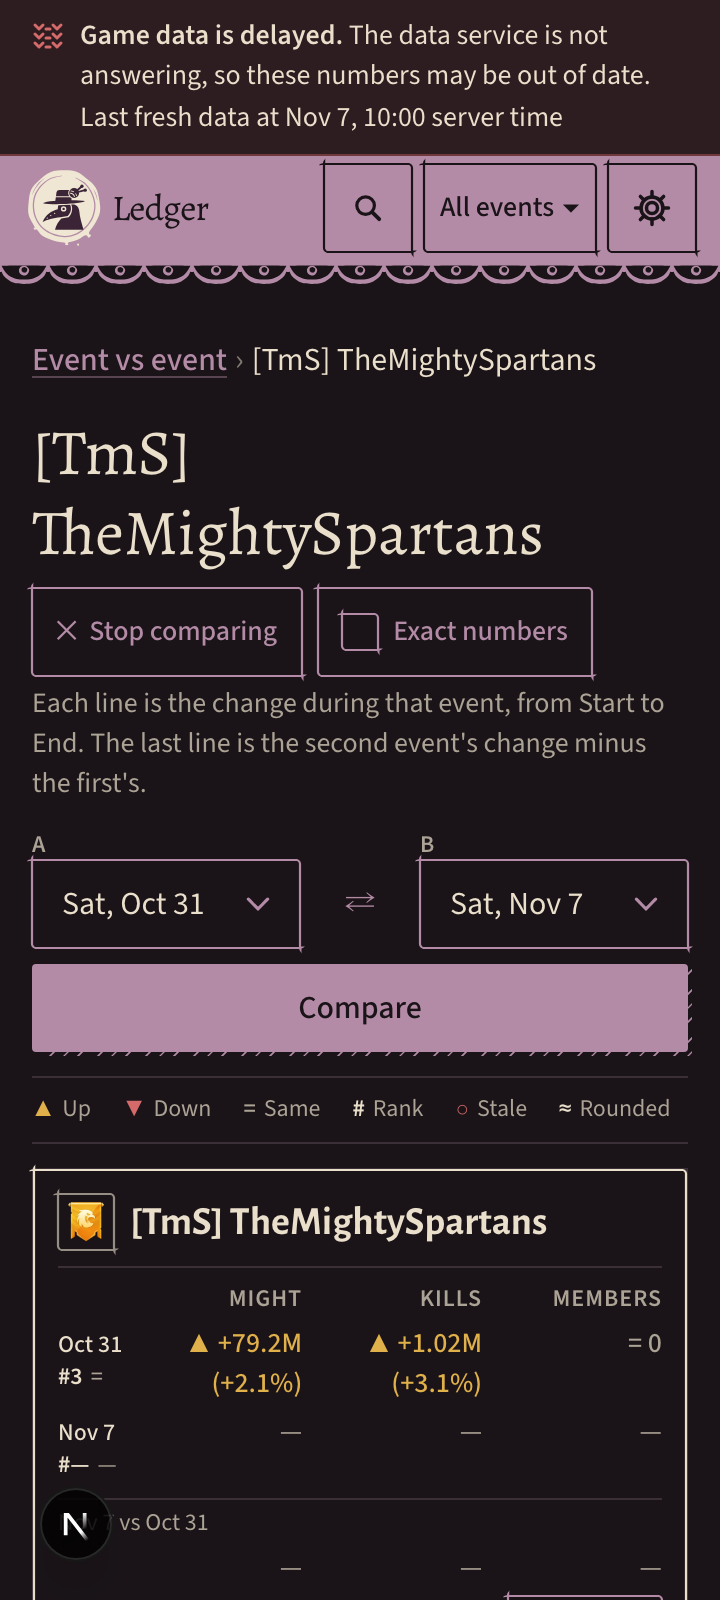 Game data is delayed. The data service is not
answering, so these numbers may be out of date.
Last fresh data at Nov 7, 10:00 server time
Ledger
All events
Event vs event › [TmS] TheMightySpartans
[TmS]
TheMightySpartans
× Stop comparing
Exact numbers
Each line is the change during that event, from Start to
End. The last line is the second event's change minus
the first's.
A B
Sat, Oct 31 ⇄ Sat, Nov 7
Compare
▲ Up ▼ Down = Same # Rank ○ Stale ≈ Rounded
[TmS] TheMightySpartans
MIGHT KILLS MEMBERS
Oct 31 ▲ +79.2M ▲ +1.02M = 0
#3 = (+2.1%) (+3.1%)
Nov 7 — — —
#— —
7 vs Oct 31
— — —